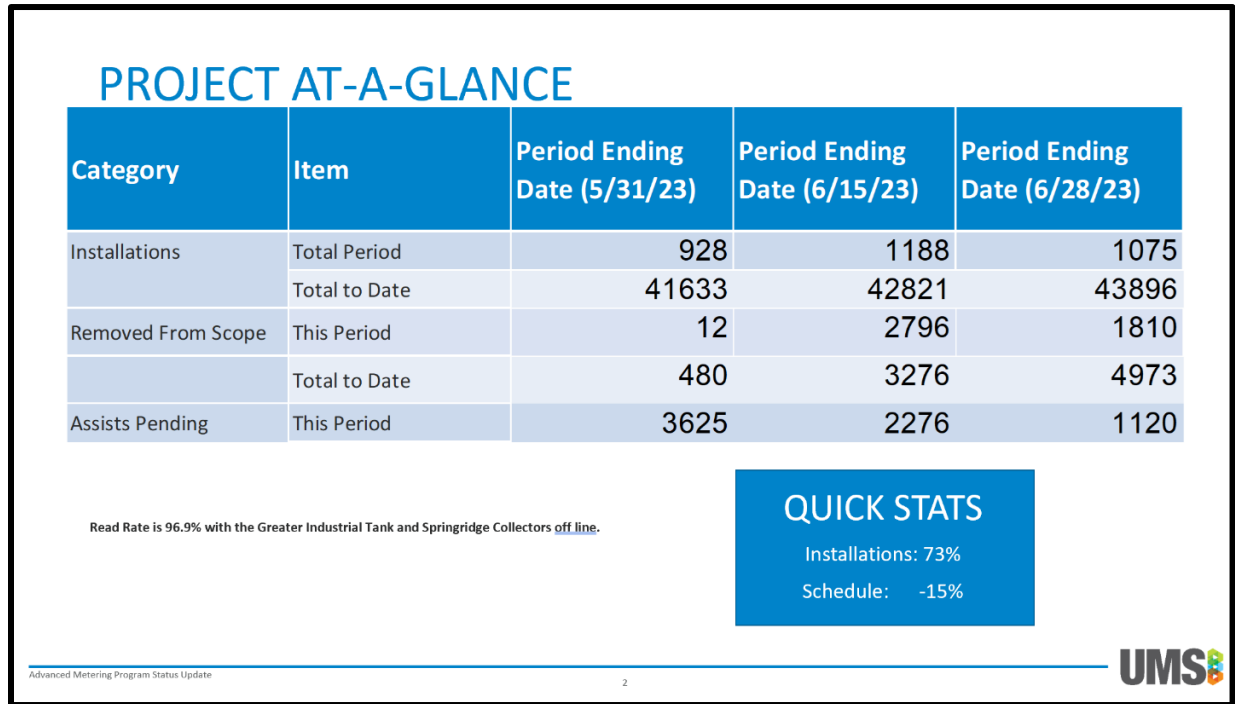 PROJECT AT-A-GLANCE
Category Item Period Ending Date (5/31/23) Period Ending Date (6/15/23) Period Ending Date (6/28/23)
Installations Total Period 928 1188 1075
Total to Date 41633 42821 43896
Removed From Scope This Period 12 2796 1810
Total to Date 480 3276 4973
Assists Pending This Period 3625 2276 1120
Read Rate is 96.9% with the Greater Industrial Tank and Springridge Collectors off line.
QUICK STATS
Installations: 73%
Schedule: -15%
Advanced Metering Program Status Update
2
UMS